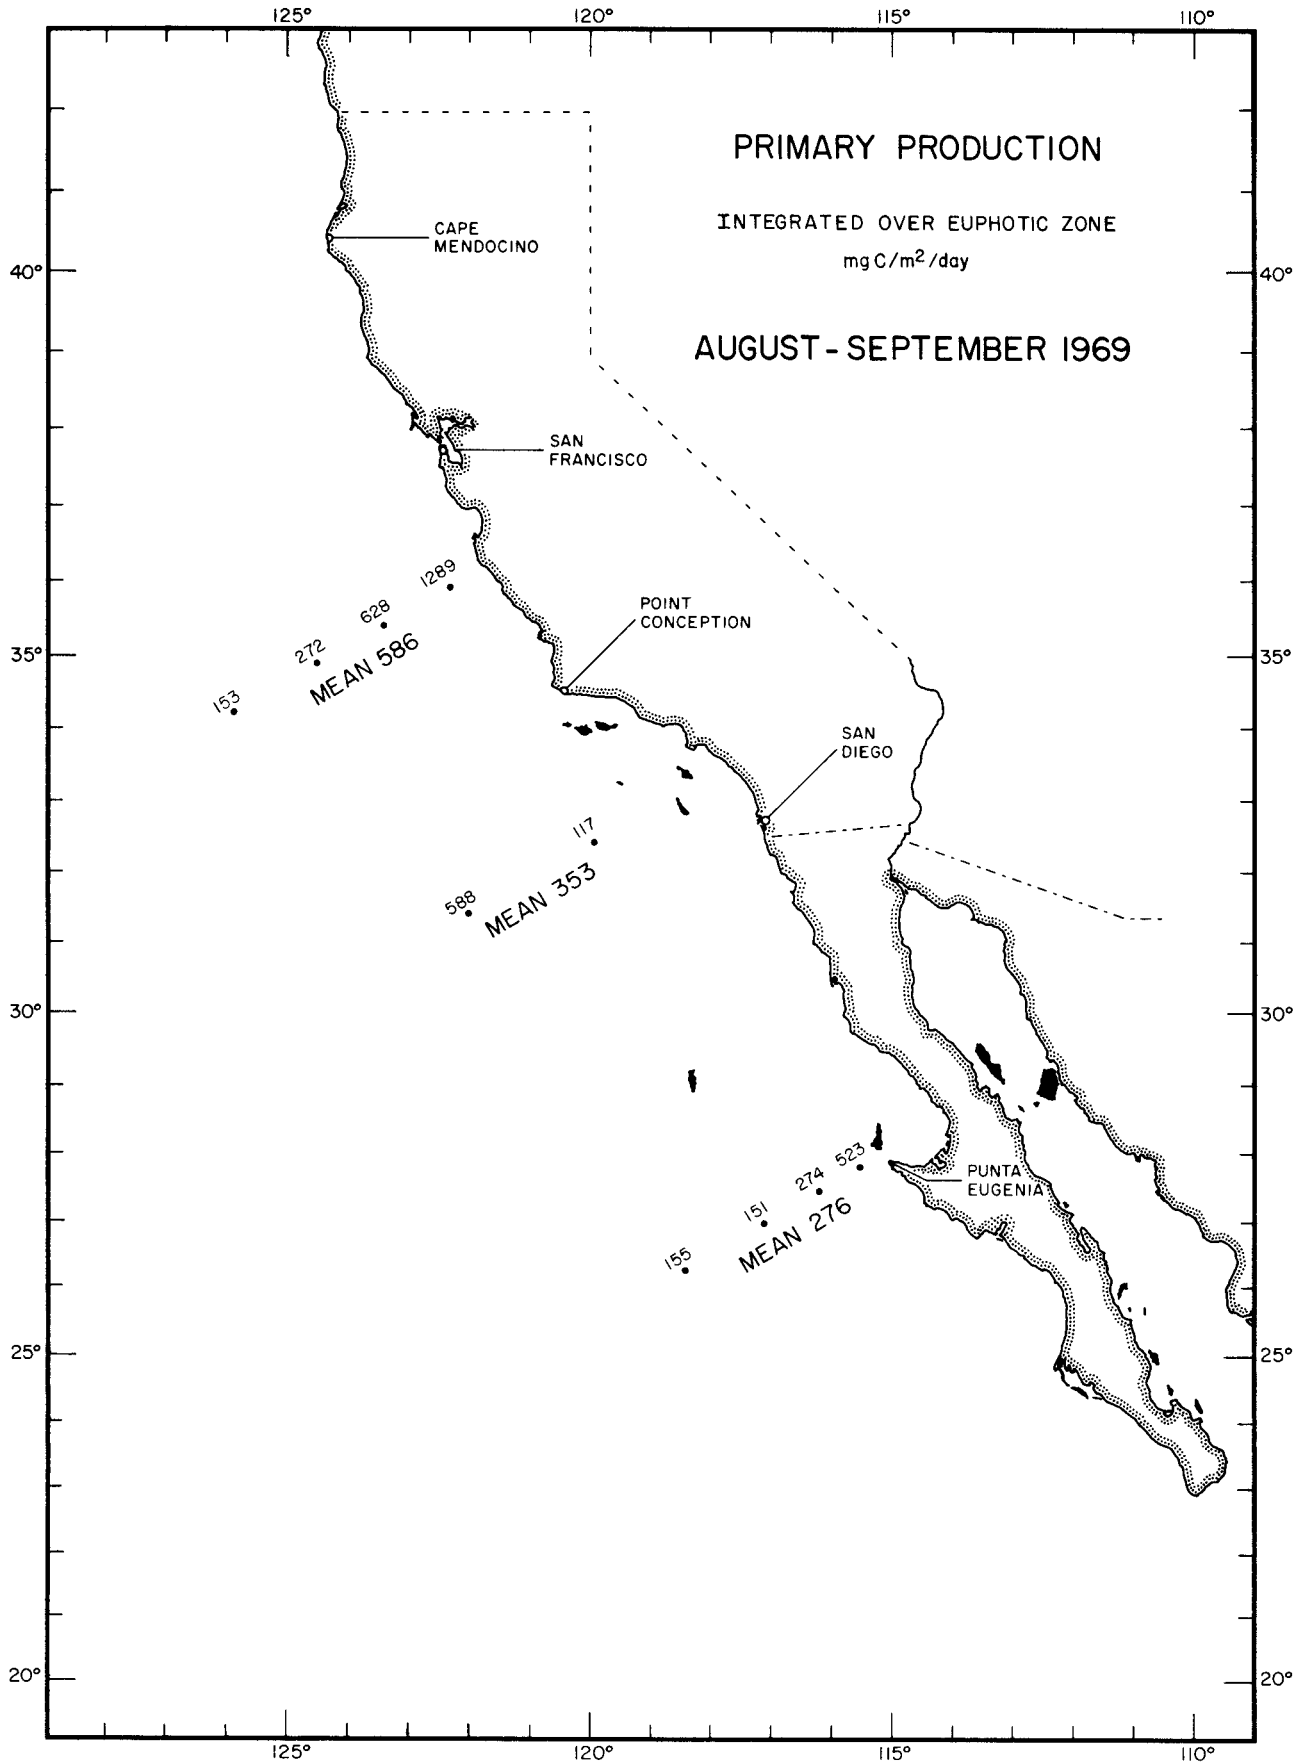 125°
120°
115°
110°
PRIMARY PRODUCTION
INTEGRATED OVER EUPHOTIC ZONE
mg C/m²/day
CAPE
MENDOCINO
40°
40°
AUGUST-SEPTEMBER 1969
SAN
FRANCISCO
1289
628
272
153
MEAN 586
POINT
CONCEPTION
35°
35°
SAN
DIEGO
117
588
MEAN 353
30°
30°
523
274
151
155
MEAN 276
PUNTA
EUGENIA
25°
25°
20°
20°
125°
120°
115°
110°